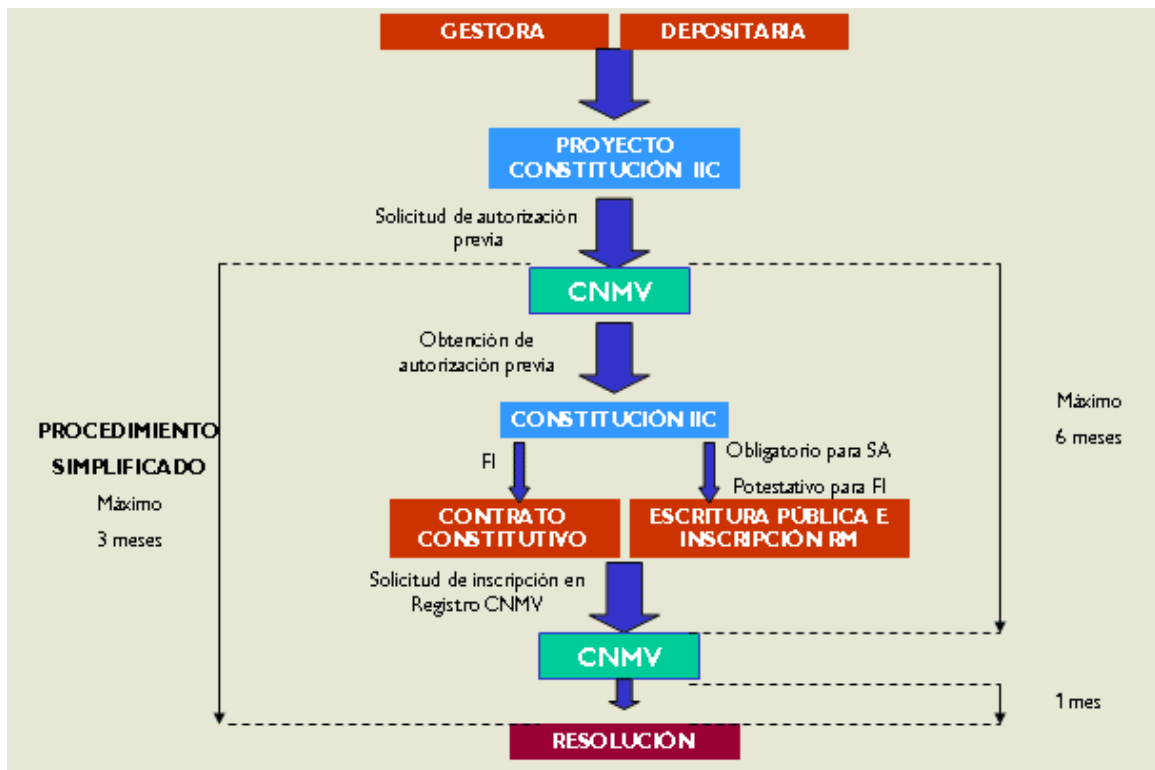 GESTORA
DEPOSITARIA
PROYECTO
CONSTITUCIÓN IIC
Solicitud de autorización
previa
CNMV
Obtención de
autorización previa
CONSTITUCIÓN IIC
FI
Obligatorio para SA
Potestativo para FI
CONTRATO
CONSTITUTIVO
ESCRITURA PÚBLICA E
INSCRIPCIÓN RM
Solicitud de inscripción en
Registro CNMV
CNMV
RESOLUCIÓN
PROCEDIMIENTO
SIMPLIFICADO
Máximo
3 meses
Máximo
6 meses
1 mes